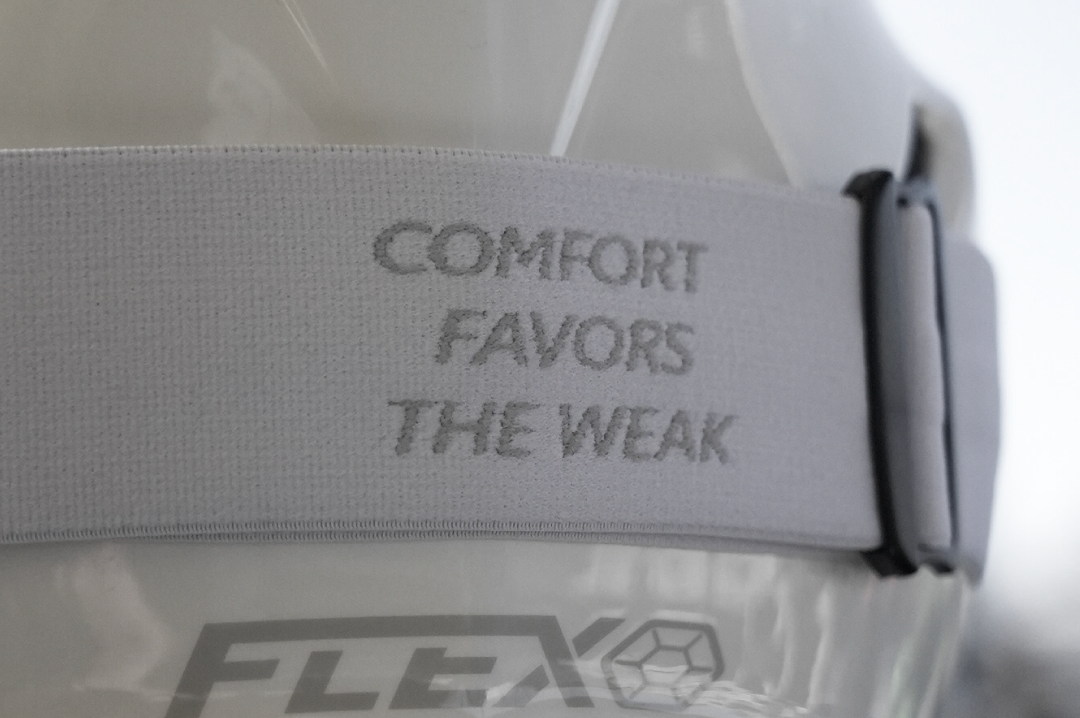 COMFORT
FAVORS
THE WEAK
FLEX